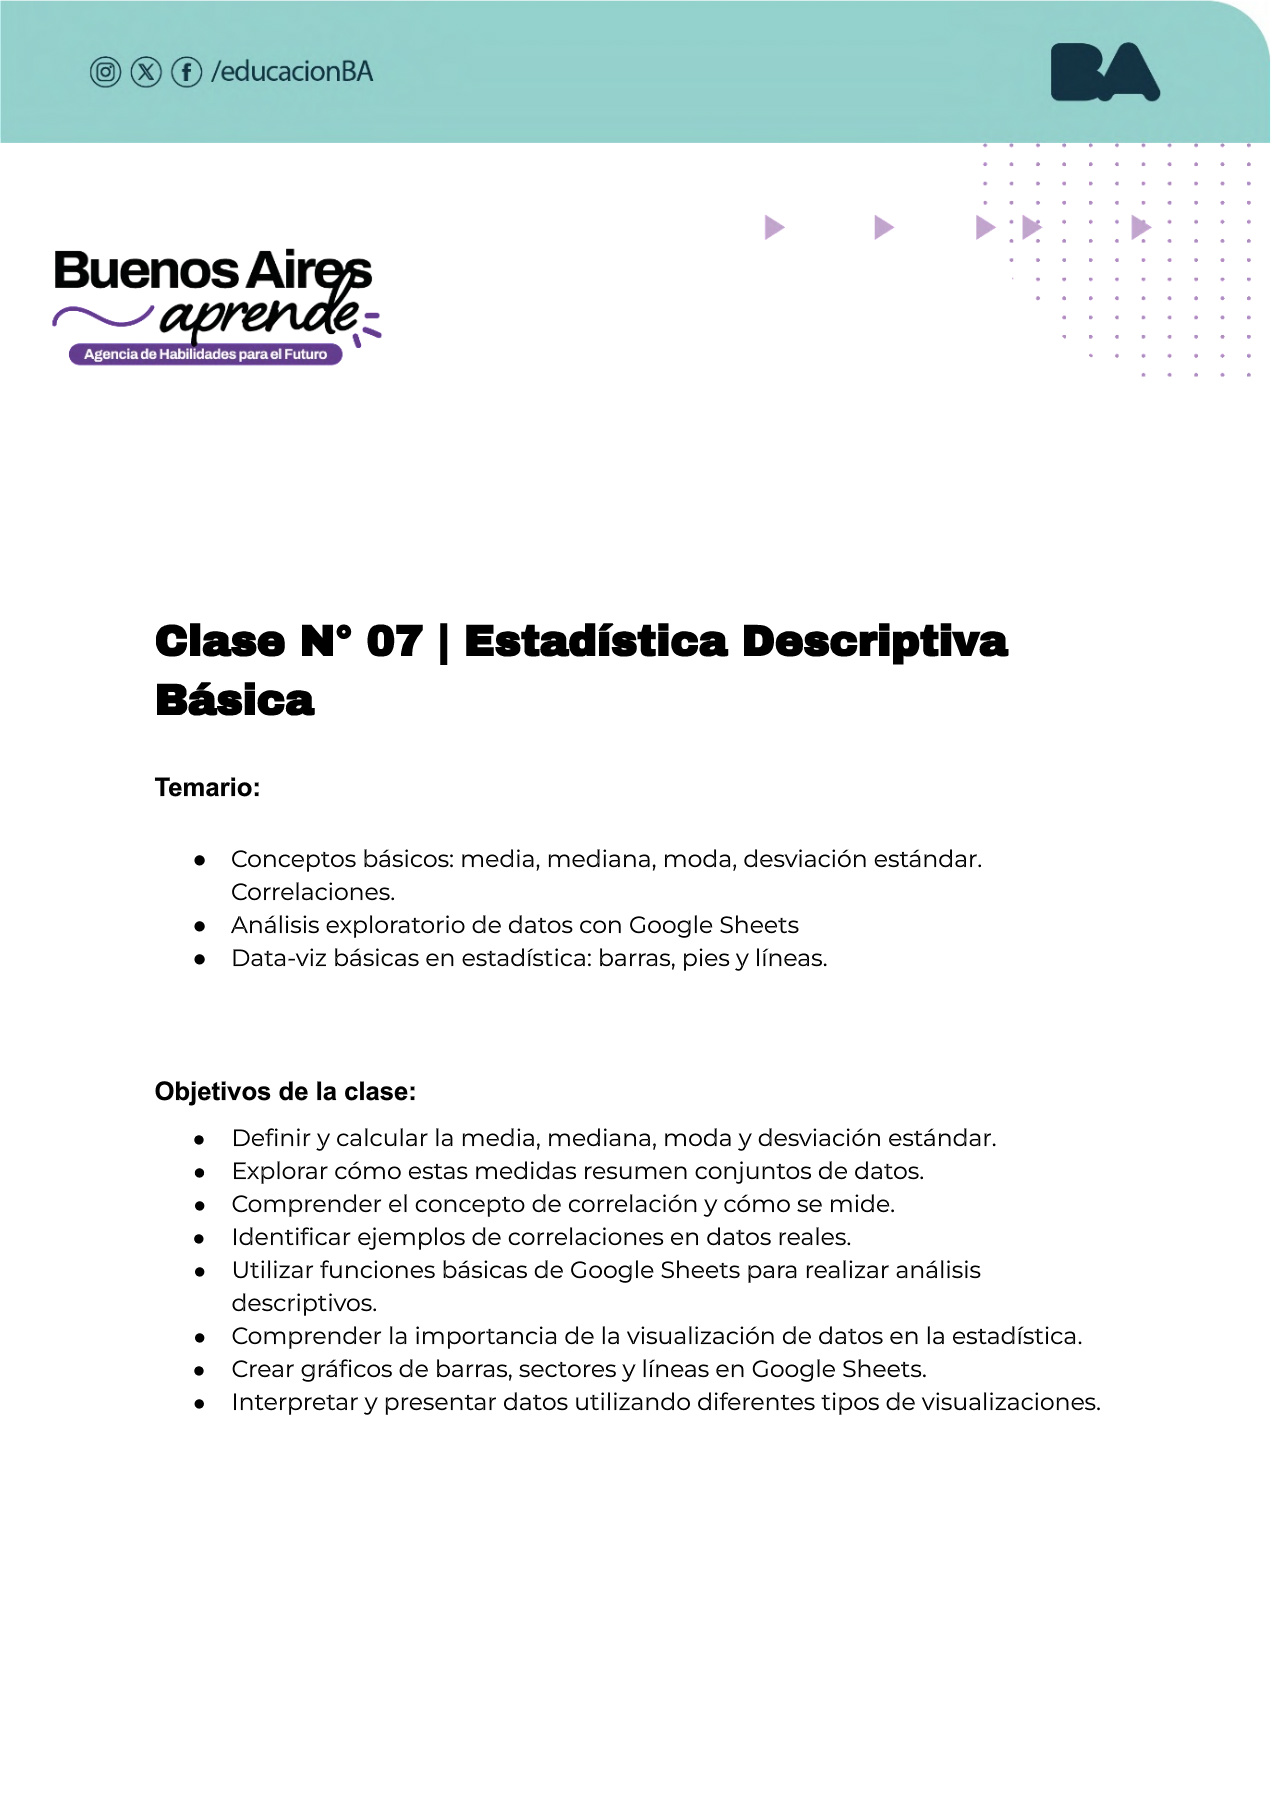 /educacionBA
BA
Buenos Aires
aprende
Agencia de Habilidades para el Futuro
Clase N° 07 | Estadística Descriptiva
Básica
Temario:
● Conceptos básicos: media, mediana, moda, desviación estándar.
Correlaciones.
● Análisis exploratorio de datos con Google Sheets
● Data-viz básicas en estadística: barras, pies y líneas.
Objetivos de la clase:
● Definir y calcular la media, mediana, moda y desviación estándar.
● Explorar cómo estas medidas resumen conjuntos de datos.
● Comprender el concepto de correlación y cómo se mide.
● Identificar ejemplos de correlaciones en datos reales.
● Utilizar funciones básicas de Google Sheets para realizar análisis
descriptivos.
● Comprender la importancia de la visualización de datos en la estadística.
● Crear gráficos de barras, sectores y líneas en Google Sheets.
● Interpretar y presentar datos utilizando diferentes tipos de visualizaciones.